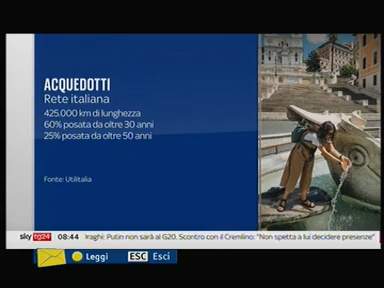 ACQUEDOTTI
Rete italiana
425.000 km di lunghezza
60% posata da oltre 30 anni
25% posata da oltre 50 anni
Fonte: Utilitalia
sky tg24 08:44 Iraghi: Putin non sarà al G20. Scontro con il Cremlino: "Non spetta a lui decidere presenze"
Leggi ESC Esci